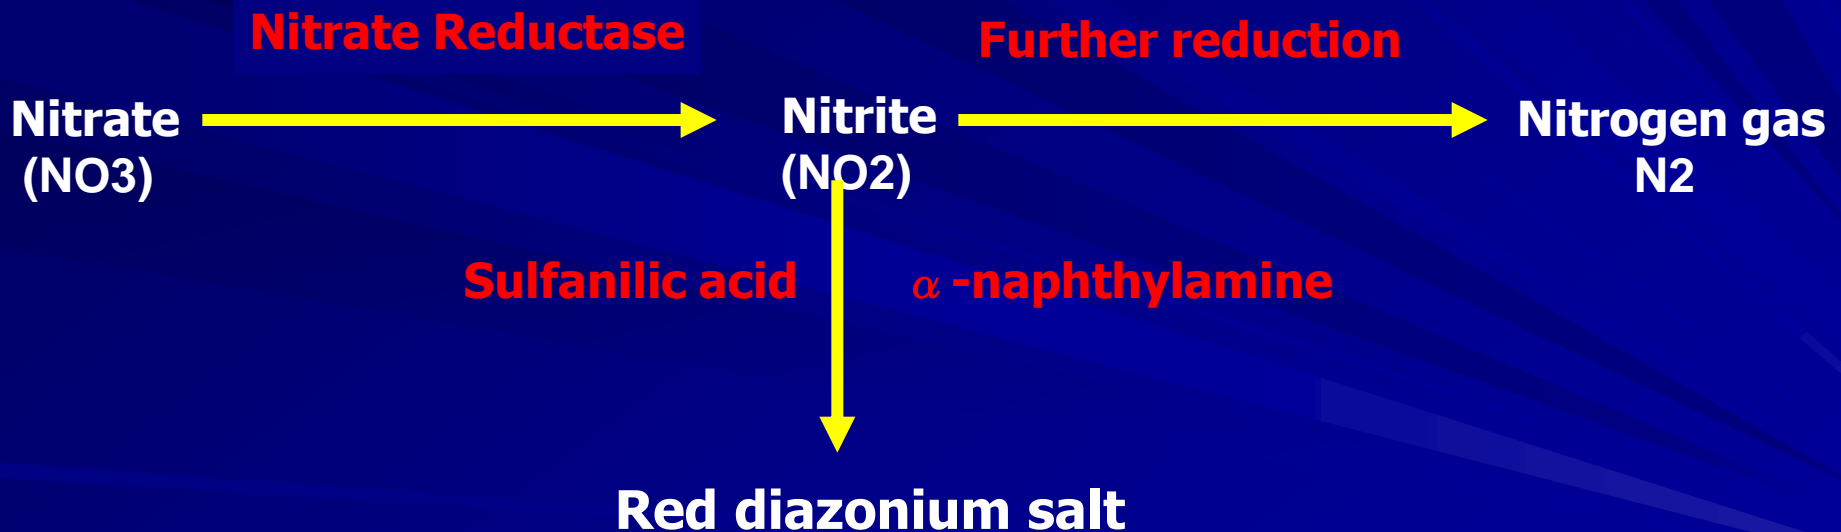 Nitrate Reductase
Further reduction
Nitrate
(NO3)
Nitrite
(NO2)
Nitrogen gas
N2
Sulfanilic acid
α -naphthylamine
Red diazonium salt